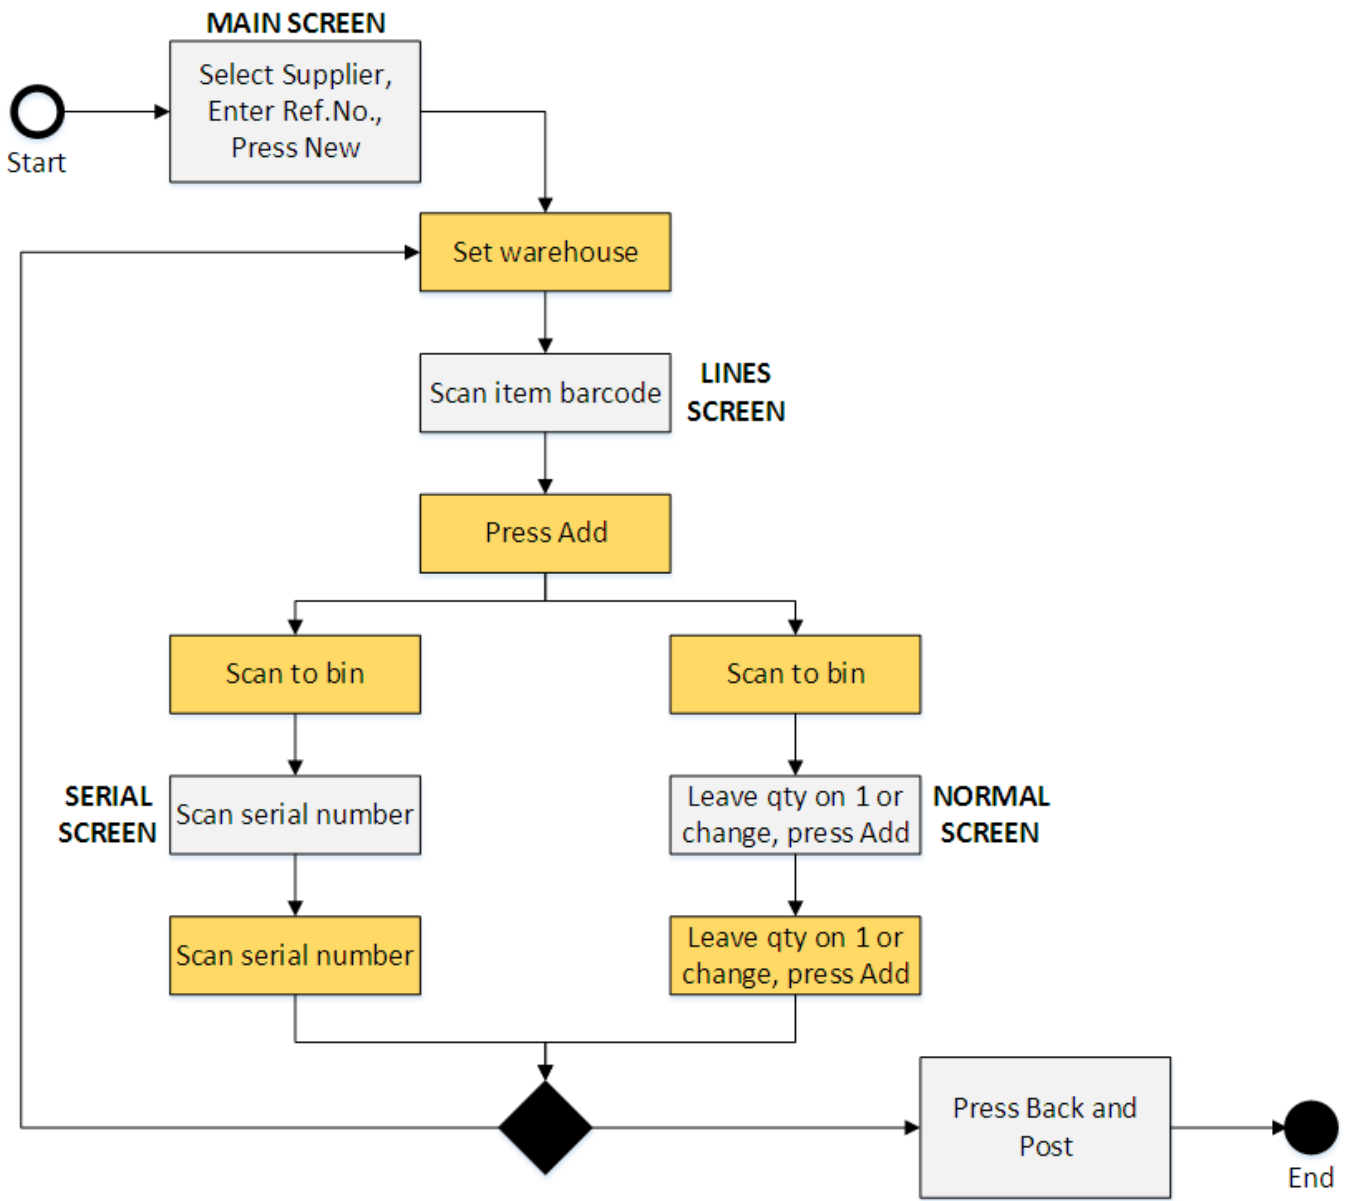 MAIN SCREEN
Select Supplier,
Enter Ref.No.,
Press New
Start
Set warehouse
Scan item barcode
LINES
SCREEN
Press Add
Scan to bin
Scan to bin
SERIAL
SCREEN
Scan serial number
Leave qty on 1 or
change, press Add
NORMAL
SCREEN
Scan serial number
Leave qty on 1 or
change, press Add
Press Back and
Post
End